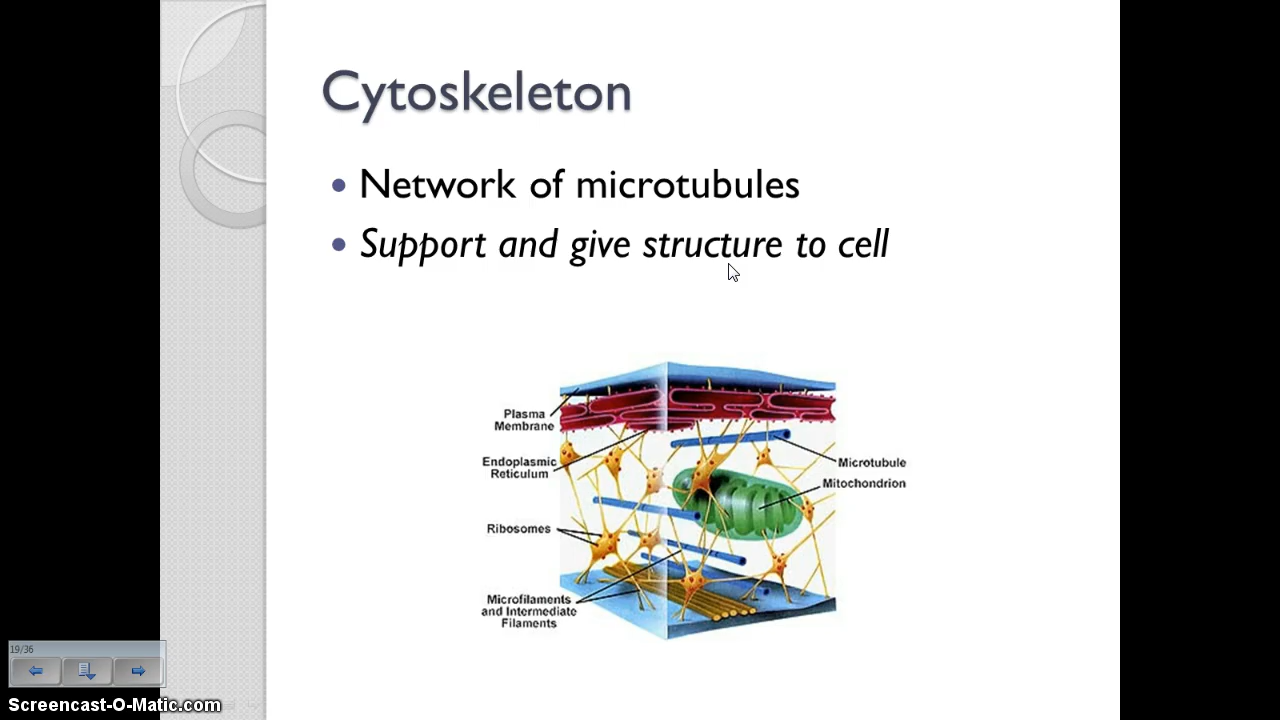 Cytoskeleton
Network of microtubules
Support and give structure to cell
Plasma
Membrane
Endoplasmic
Reticulum
Ribosomes
Microfilaments
and Intermediate
Filaments
Microtubule
Mitochondrion
19/36
Screencast-O-Matic.com